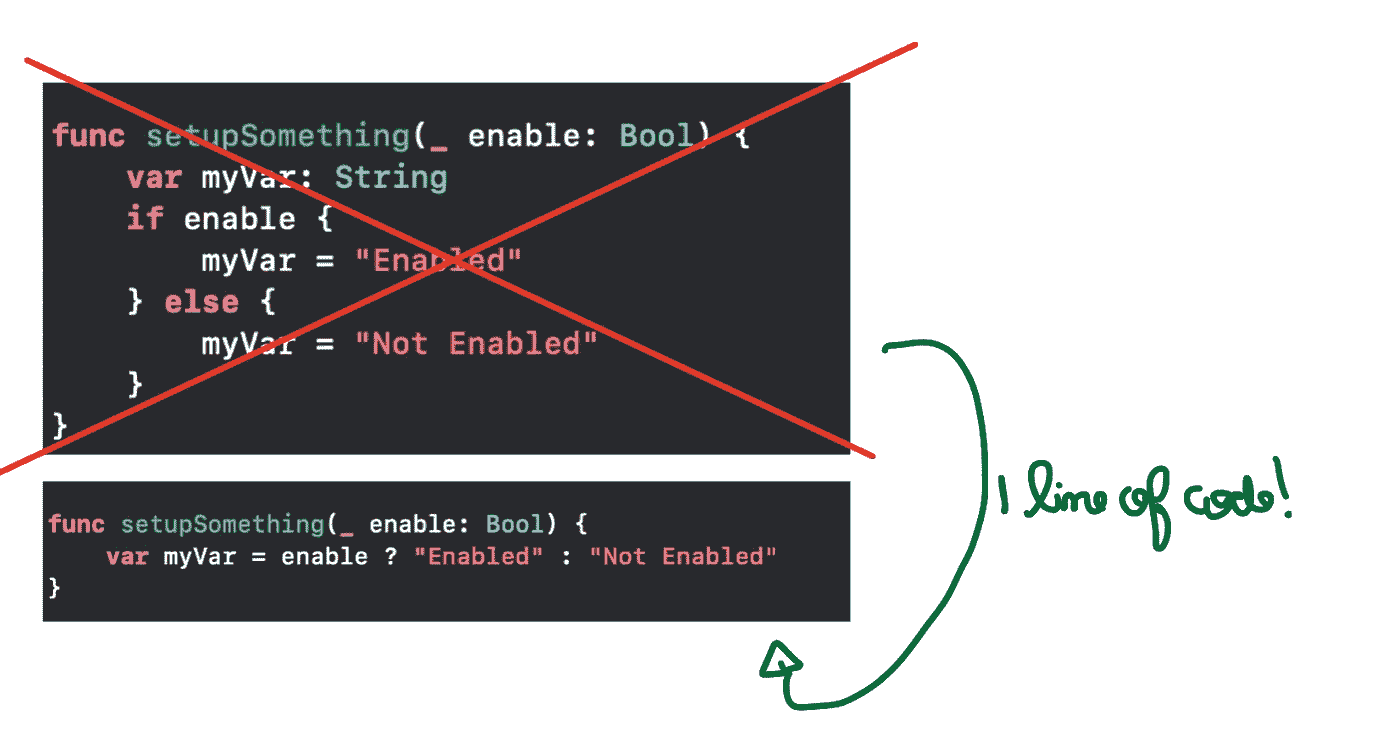 func setupSomething(_ enable: Bool) {
    var myVar: String
    if enable {
        myVar = "Enabled"
    } else {
        myVar = "Not Enabled"
    }
}
func setupSomething(_ enable: Bool) {
    var myVar = enable ? "Enabled" : "Not Enabled"
}
1 line of code!